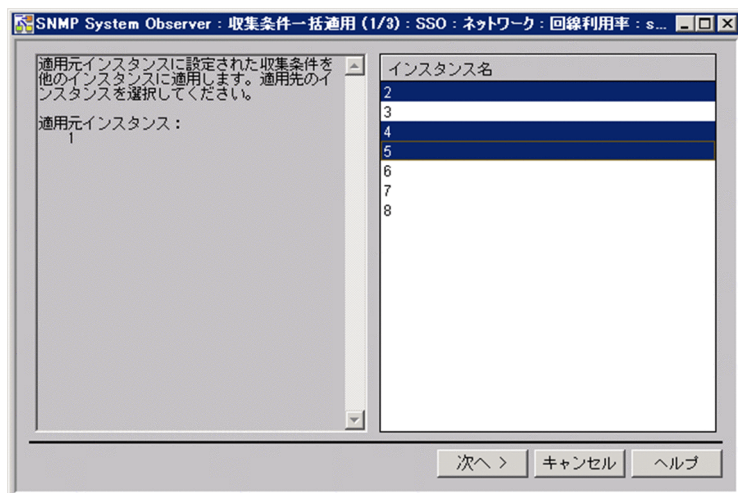 SNMP System Observer : 収集条件一括適用 (1/3) : SSO : ネットワーク : 回線利用率 : s...
適用元インスタンスに設定された収集条件を
他のインスタンスに適用します。適用先のイ
ンスタンスを選択してください。
適用元インスタンス：
1
インスタンス名
2
3
4
5
6
7
8
次へ >
キャンセル
ヘルプ